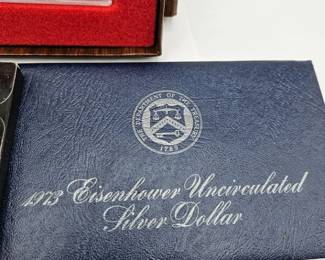 THE DEPARTMENT OF THE TREASURY
1789
1973 Eisenhower Uncirculated
Silver Dollar